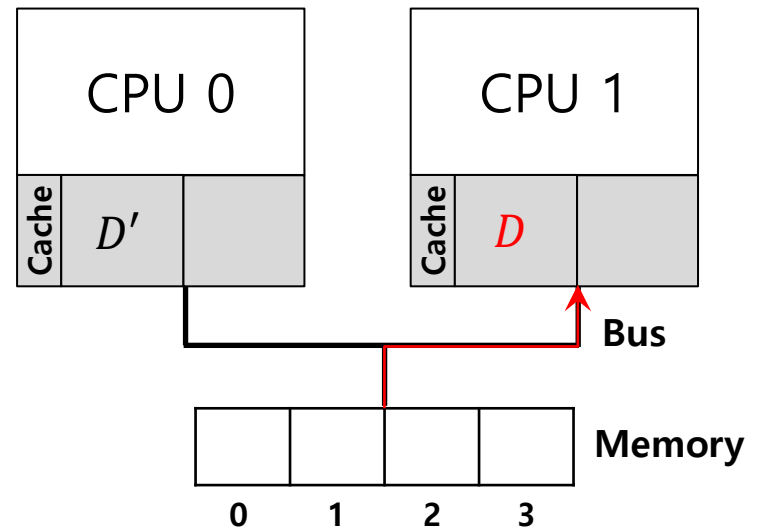 CPU 0
CPU 1
Cache
D′
Cache
D
Bus
Memory
0 1 2 3